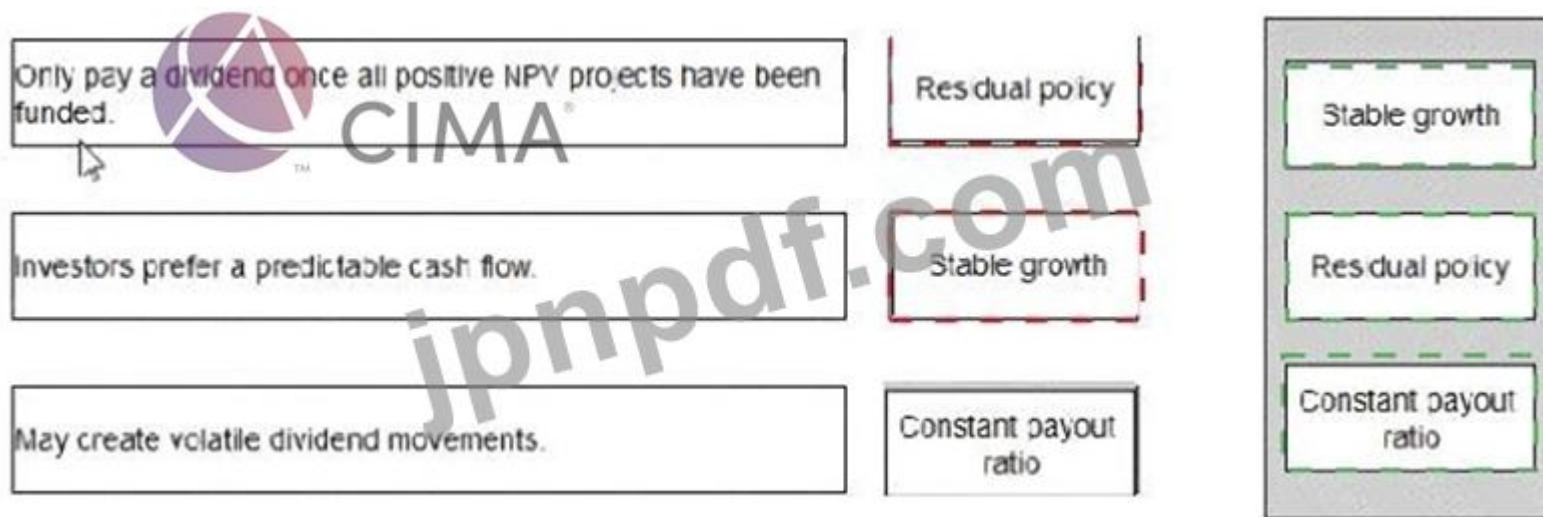 Only pay a dividend once all positive NPV projects have been
funded.
CIMA
TM
Residual policy
Stable growth
Investors prefer a predictable cash flow.
Stable growth
Residual policy
May create volatile dividend movements.
Constant payout
ratio
Constant payout
ratio
jpnpdf.com